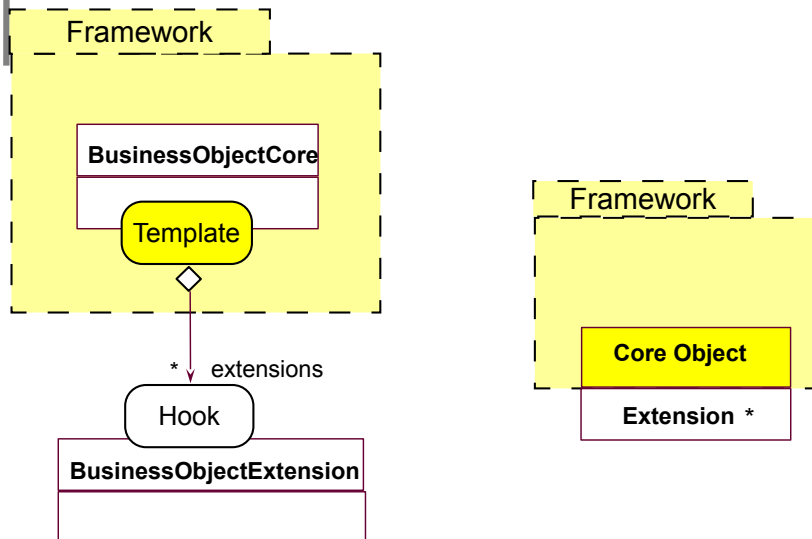 Framework
BusinessObjectCore
Template
* extensions
Hook
BusinessObjectExtension
Framework
Core Object
Extension *